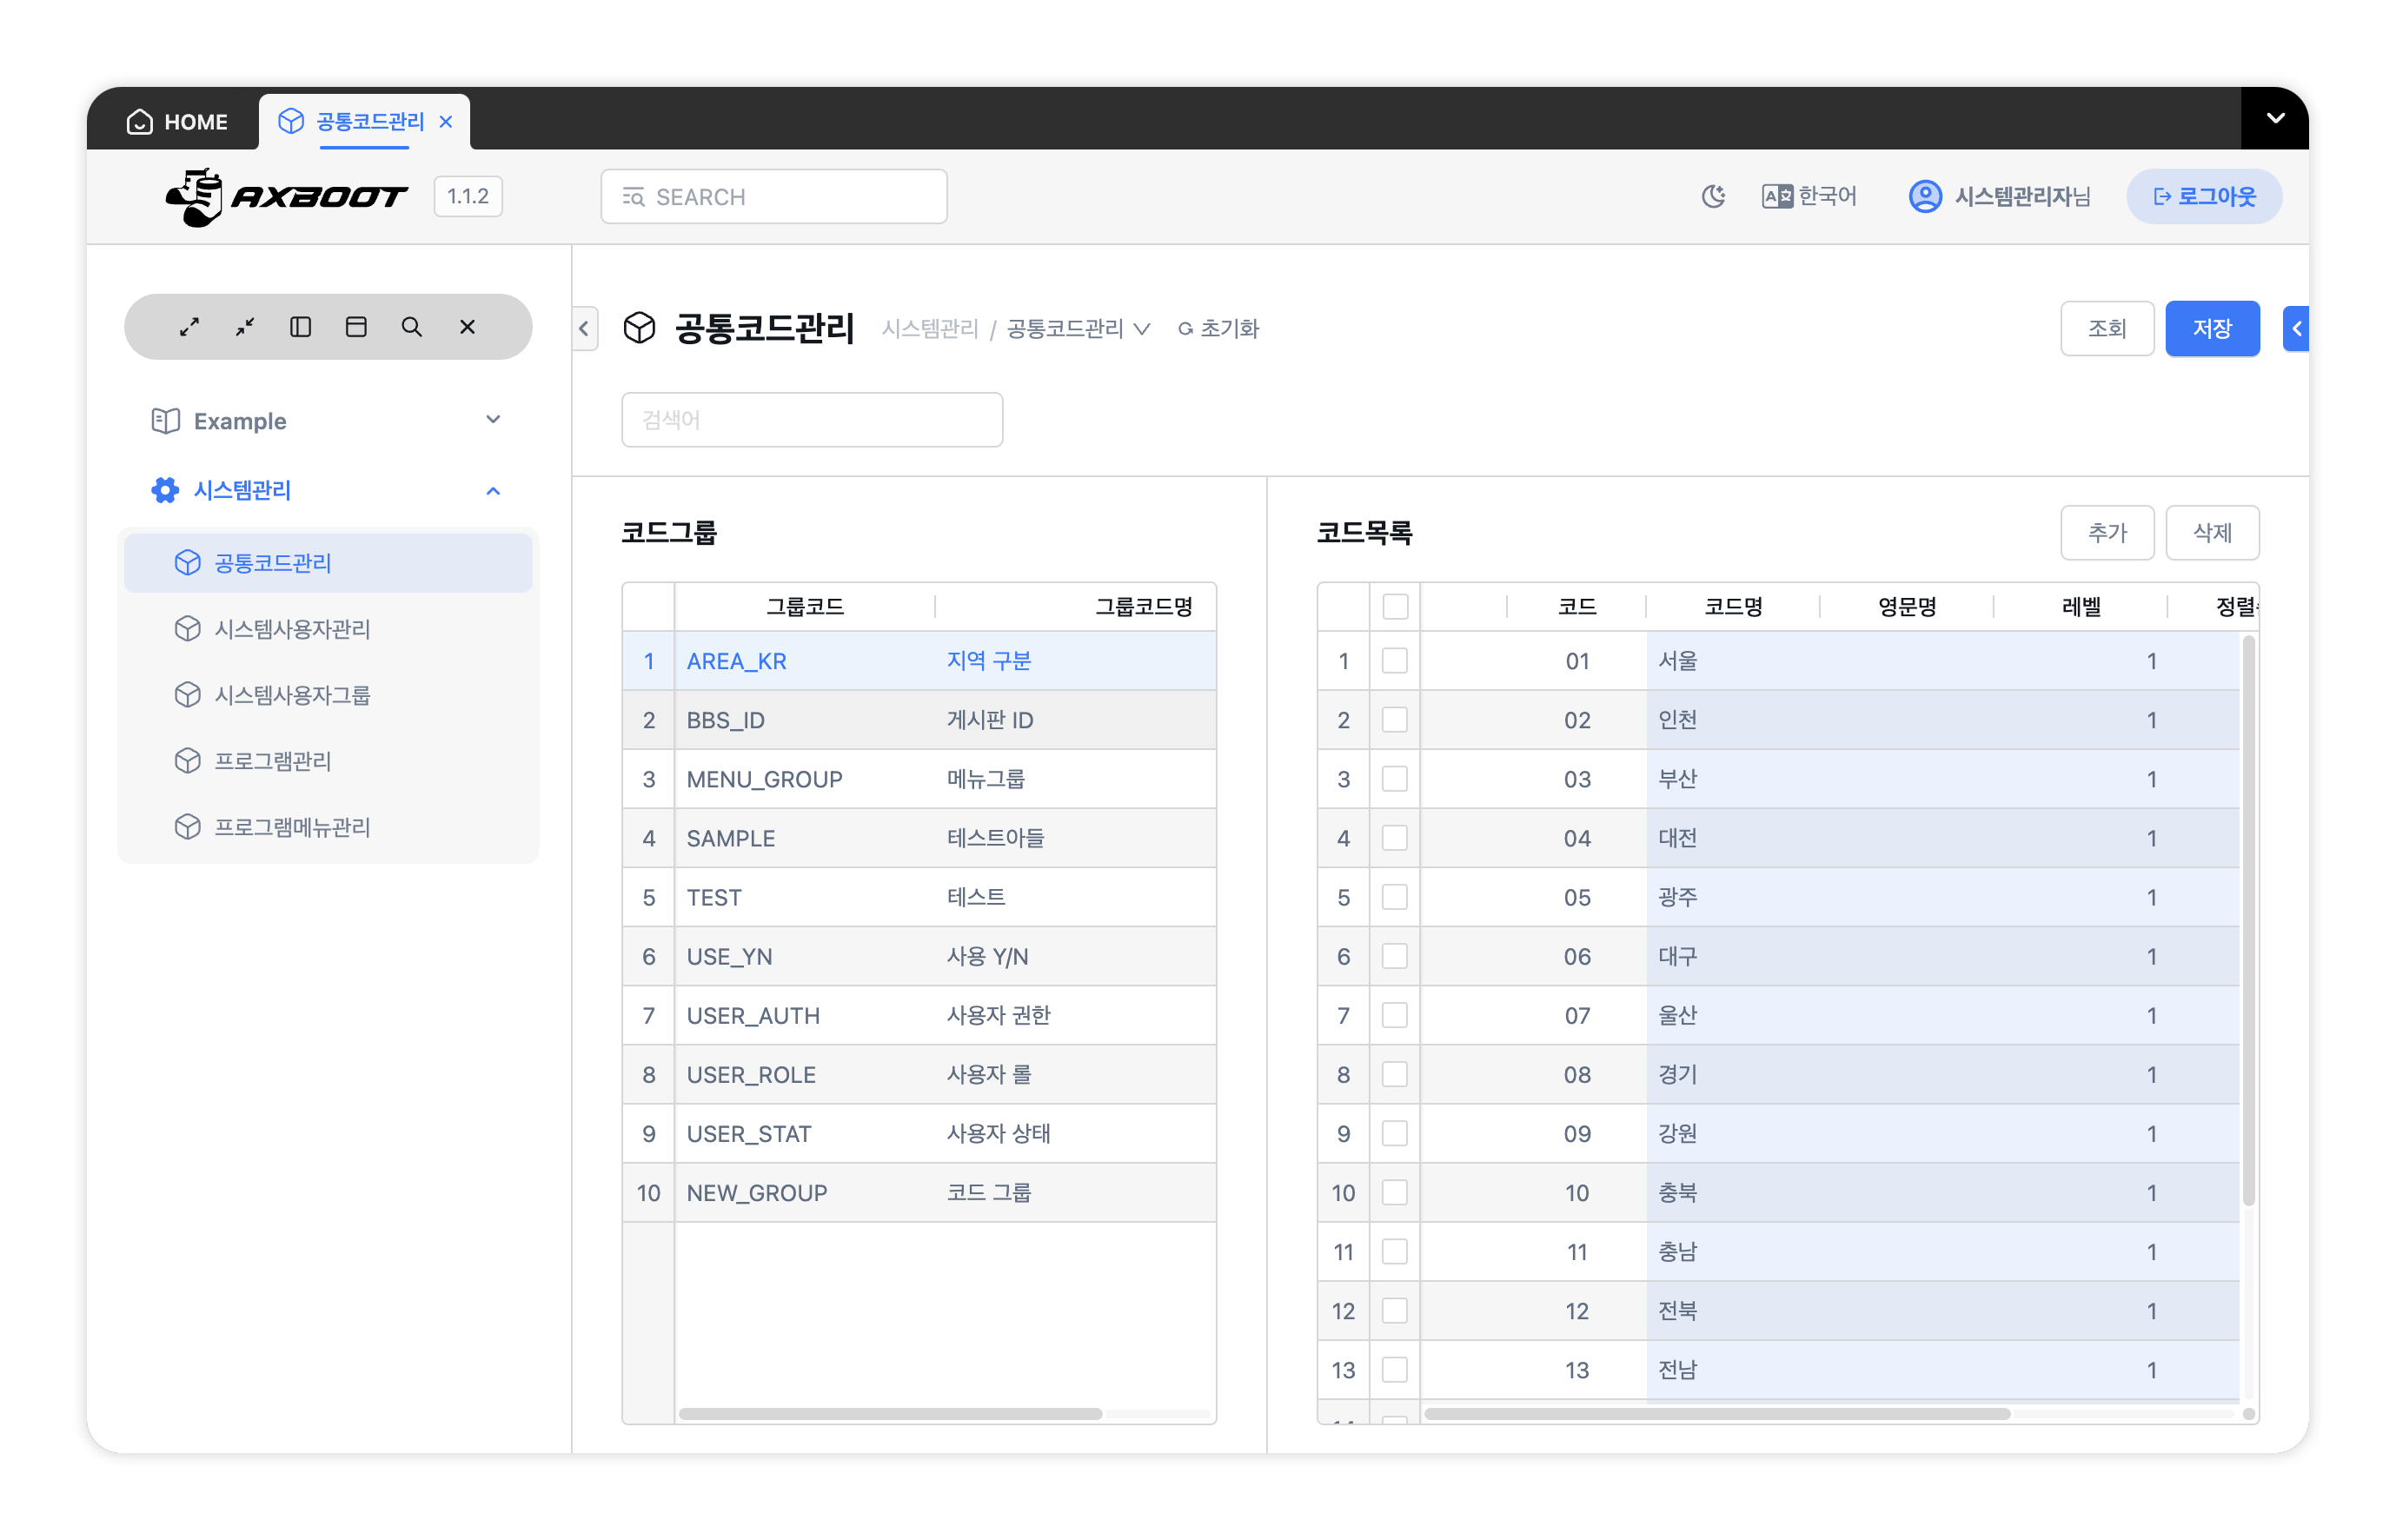 HOME 공통코드관리
AXBOOT 1.1.2 SEARCH 한국어 시스템관리자님 로그아웃
Example
시스템관리
공통코드관리
시스템사용자관리
시스템사용자그룹
프로그램관리
프로그램메뉴관리
공통코드관리 시스템관리 / 공통코드관리 초기화 조회 저장
검색어
코드그룹
그룹코드 그룹코드명
1 AREA_KR 지역 구분
2 BBS_ID 게시판 ID
3 MENU_GROUP 메뉴그룹
4 SAMPLE 테스트아들
5 TEST 테스트
6 USE_YN 사용 Y/N
7 USER_AUTH 사용자 권한
8 USER_ROLE 사용자 롤
9 USER_STAT 사용자 상태
10 NEW_GROUP 코드 그룹
코드목록 추가 삭제
코드 코드명 영문명 레벨 정렬
1 01 서울 1
2 02 인천 1
3 03 부산 1
4 04 대전 1
5 05 광주 1
6 06 대구 1
7 07 울산 1
8 08 경기 1
9 09 강원 1
10 10 충북 1
11 11 충남 1
12 12 전북 1
13 13 전남 1